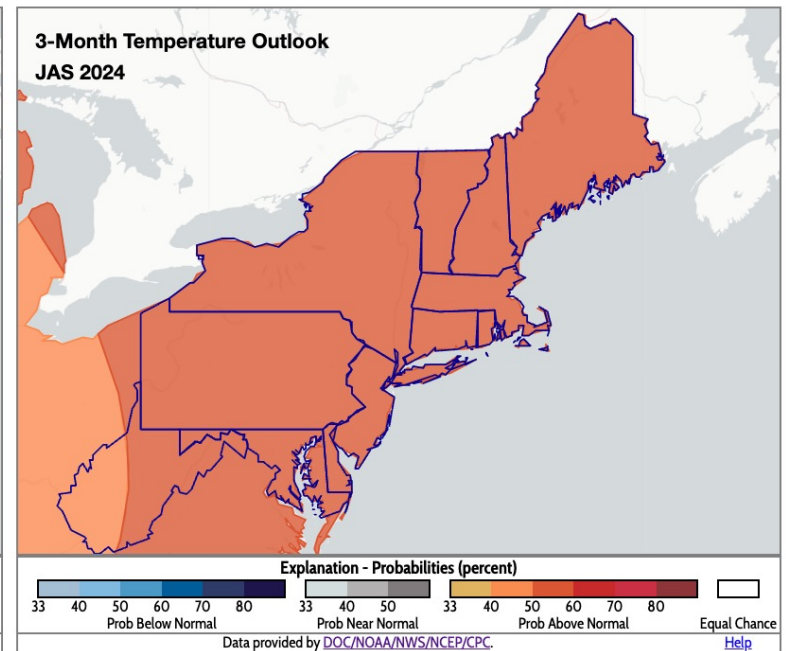 3-Month Temperature Outlook
JAS 2024
Explanation - Probabilities (percent)
33 40 50 60 70 80 33 40 50 33 40 50 60 70 80
Prob Below Normal Prob Near Normal Prob Above Normal Equal Chance
Data provided by DOC/NOAA/NWS/NCEP/CPC. Help